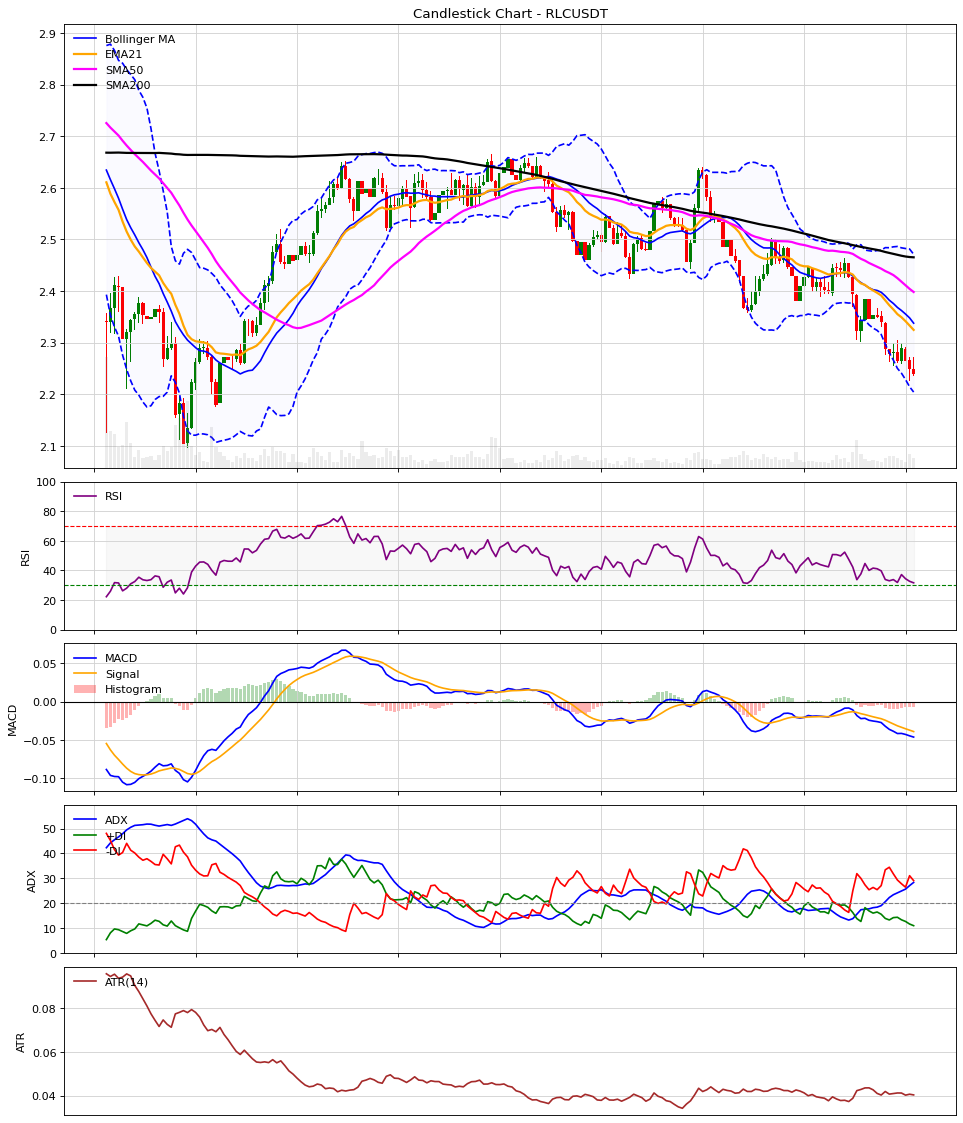 Candlestick Chart - RLCUSDT
Bollinger MA
EMA21
SMA50
SMA200
2.9
2.8
2.7
2.6
2.5
2.4
2.3
2.2
2.1
RSI
100
80
60
40
20
0
RSI
MACD
Signal
Histogram
0.05
0.00
−0.05
−0.10
MACD
ADX
+DI
-DI
50
40
30
20
10
0
ADX
ATR(14)
0.08
0.06
0.04
ATR